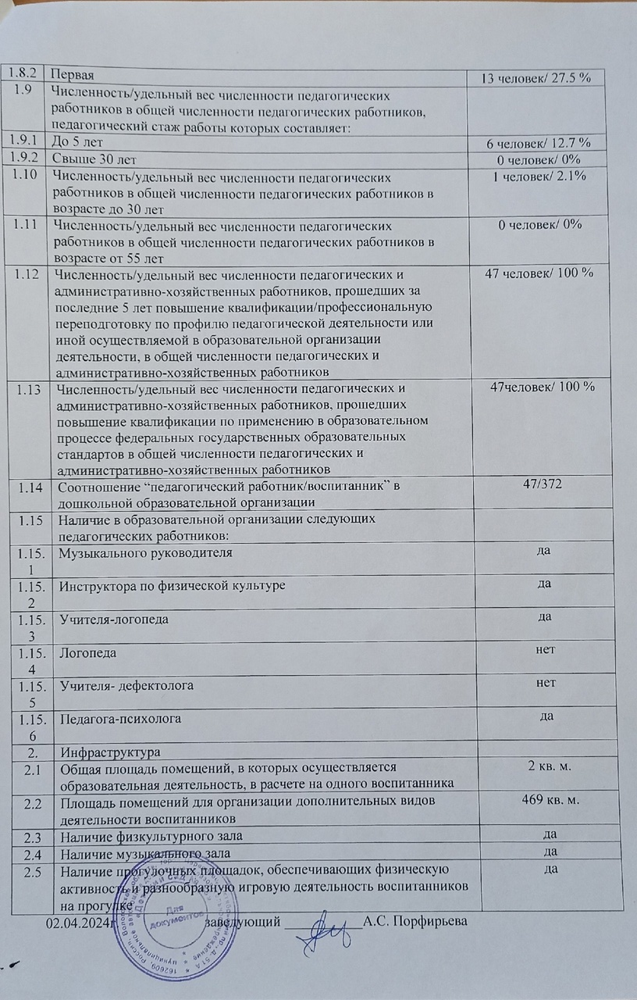 1.8.2 Первая 13 человек/ 27.5 %
1.9 Численность/удельный вес численности педагогических
работников в общей численности педагогических работников,
педагогический стаж работы которых составляет:
1.9.1 До 5 лет 6 человек/ 12.7 %
1.9.2 Свыше 30 лет 0 человек/ 0%
1.10 Численность/удельный вес численности педагогических 1 человек/ 2.1%
работников в общей численности педагогических работников в
возрасте до 30 лет
1.11 Численность/удельный вес численности педагогических 0 человек/ 0%
работников в общей численности педагогических работников в
возрасте от 55 лет
1.12 Численность/удельный вес численности педагогических и 47 человек/ 100 %
административно-хозяйственных работников, прошедших за
последние 5 лет повышение квалификации/профессиональную
переподготовку по профилю педагогической деятельности или
иной осуществляемой в образовательной организации
деятельности, в общей численности педагогических и
административно-хозяйственных работников
1.13 Численность/удельный вес численности педагогических и 47человек/ 100 %
административно-хозяйственных работников, прошедших
повышение квалификации по применению в образовательном
процессе федеральных государственных образовательных
стандартов в общей численности педагогических и
административно-хозяйственных работников
1.14 Соотношение “педагогический работник/воспитанник” в 47/372
дошкольной образовательной организации
1.15 Наличие в образовательной организации следующих
педагогических работников:
1.15. Музыкального руководителя да
1
1.15. Инструктора по физической культуре да
2
1.15. Учителя-логопеда да
3
1.15. Логопеда нет
4
1.15. Учителя- дефектолога нет
5
1.15. Педагога-психолога да
6
2. Инфраструктура
2.1 Общая площадь помещений, в которых осуществляется 2 кв. м.
образовательная деятельность, в расчете на одного воспитанника
2.2 Площадь помещений для организации дополнительных видов 469 кв. м.
деятельности воспитанников
2.3 Наличие физкультурного зала да
2.4 Наличие музыкального зала да
2.5 Наличие прогулочных площадок, обеспечивающих физическую да
активность и разнообразную игровую деятельность воспитанников
на прогулке
02.04.2024г заведующий ___________А.С. Порфирьева
Для
документов
«Детский сад
162609, Россия, Вологодская